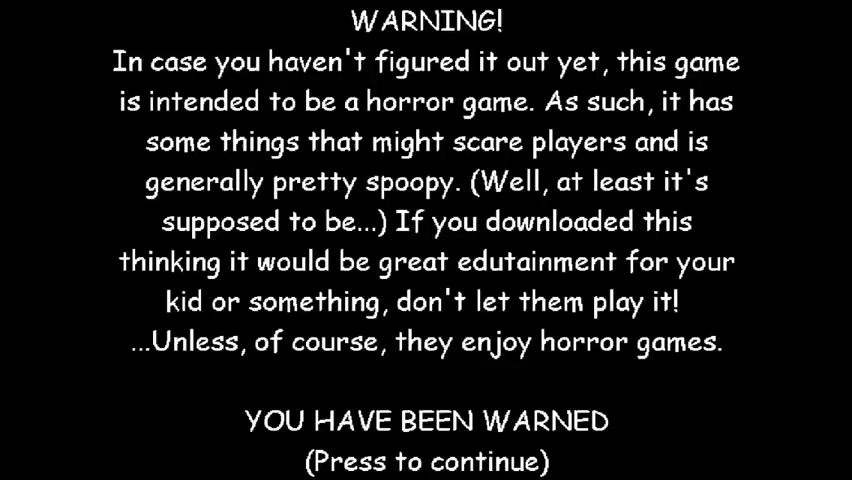 WARNING!
In case you haven't figured it out yet, this game
is intended to be a horror game. As such, it has
some things that might scare players and is
generally pretty spoopy. (Well, at least it's
supposed to be...) If you downloaded this
thinking it would be great edutainment for your
kid or something, don't let them play it!
...Unless, of course, they enjoy horror games.
YOU HAVE BEEN WARNED
(Press to continue)